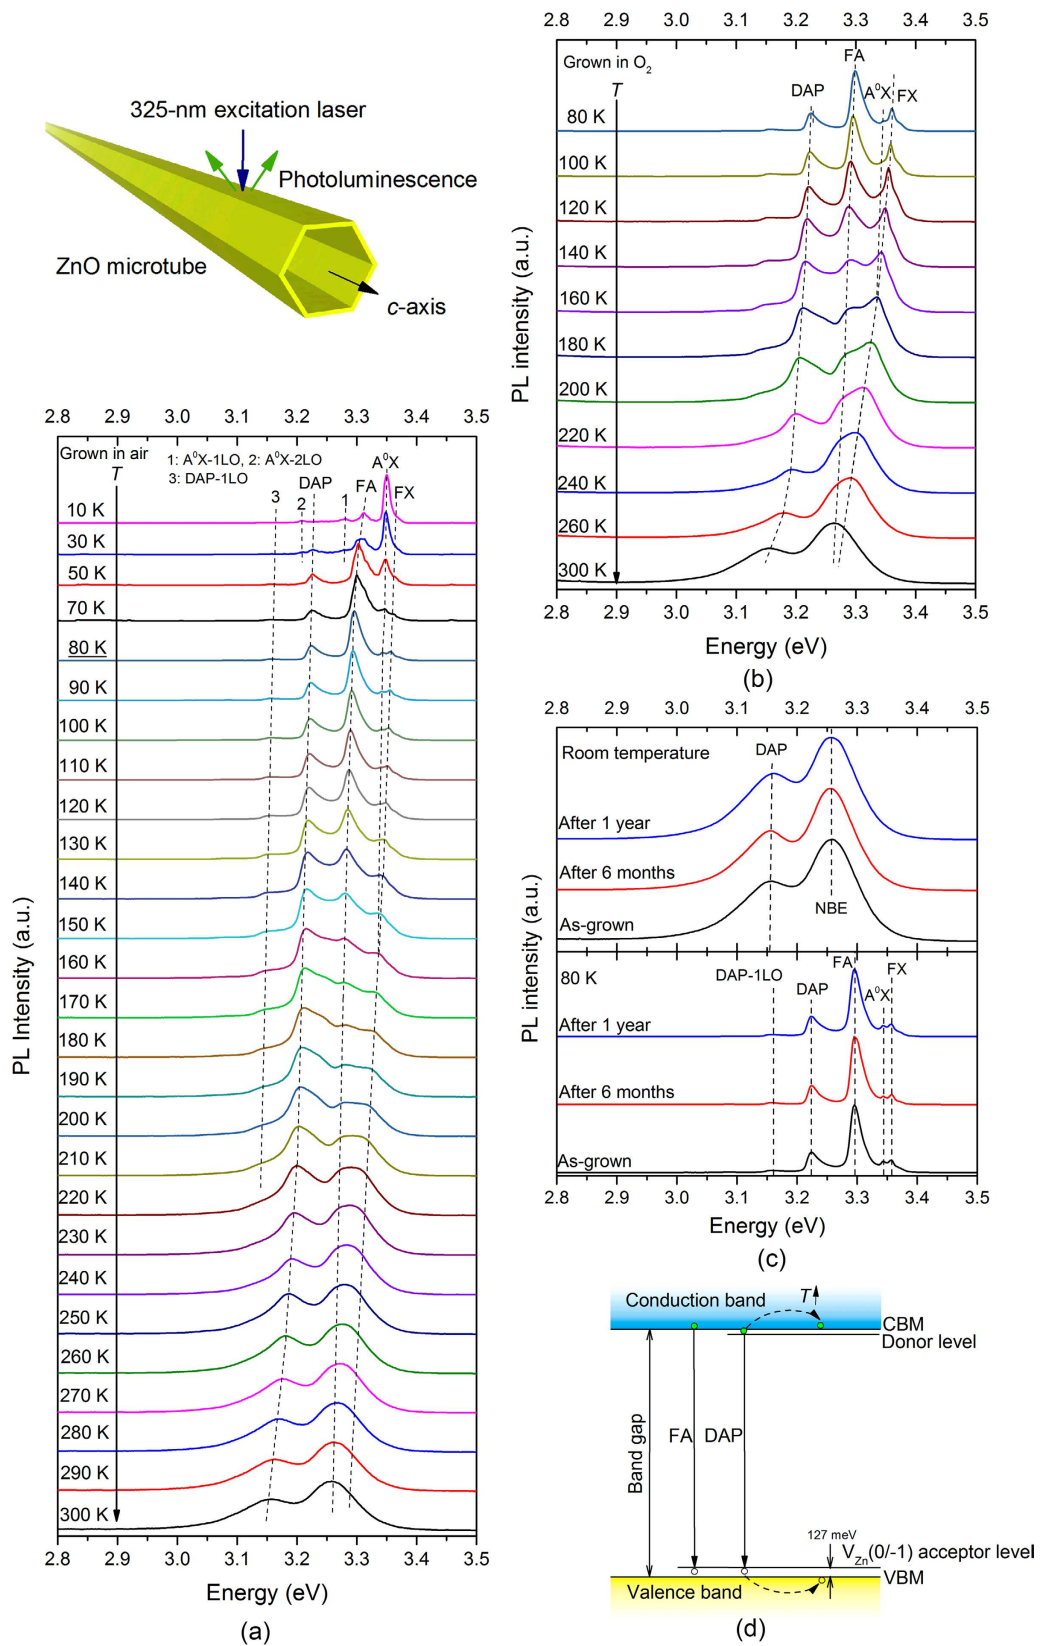 325-nm excitation laser
Photoluminescence
ZnO microtube
c-axis
2.8 2.9 3.0 3.1 3.2 3.3 3.4 3.5
Grown in air
T
1: A⁰X-1LO, 2: A⁰X-2LO
3: DAP-1LO
A⁰X
3 2 DAP 1 FA FX
10 K
30 K
50 K
70 K
80 K
90 K
100 K
110 K
120 K
130 K
140 K
150 K
160 K
170 K
180 K
190 K
200 K
210 K
220 K
230 K
240 K
250 K
260 K
270 K
280 K
290 K
300 K
PL Intensity (a.u.)
2.8 2.9 3.0 3.1 3.2 3.3 3.4 3.5
Energy (eV)
(a)
2.8 2.9 3.0 3.1 3.2 3.3 3.4 3.5
Grown in O₂
T
FA
DAP A⁰X FX
80 K
100 K
120 K
140 K
160 K
180 K
200 K
220 K
240 K
260 K
300 K
PL intensity (a.u.)
2.8 2.9 3.0 3.1 3.2 3.3 3.4 3.5
Energy (eV)
(b)
2.8 2.9 3.0 3.1 3.2 3.3 3.4 3.5
Room temperature
DAP
After 1 year
After 6 months
NBE
As-grown
80 K
DAP-1LO DAP FA A⁰X FX
After 1 year
After 6 months
As-grown
PL intensity (a.u.)
2.8 2.9 3.0 3.1 3.2 3.3 3.4 3.5
Energy (eV)
(c)
Conduction band
T
CBM
Donor level
Band gap
FA DAP
127 meV
V_Zn(0/-1) acceptor level
Valence band
VBM
(d)